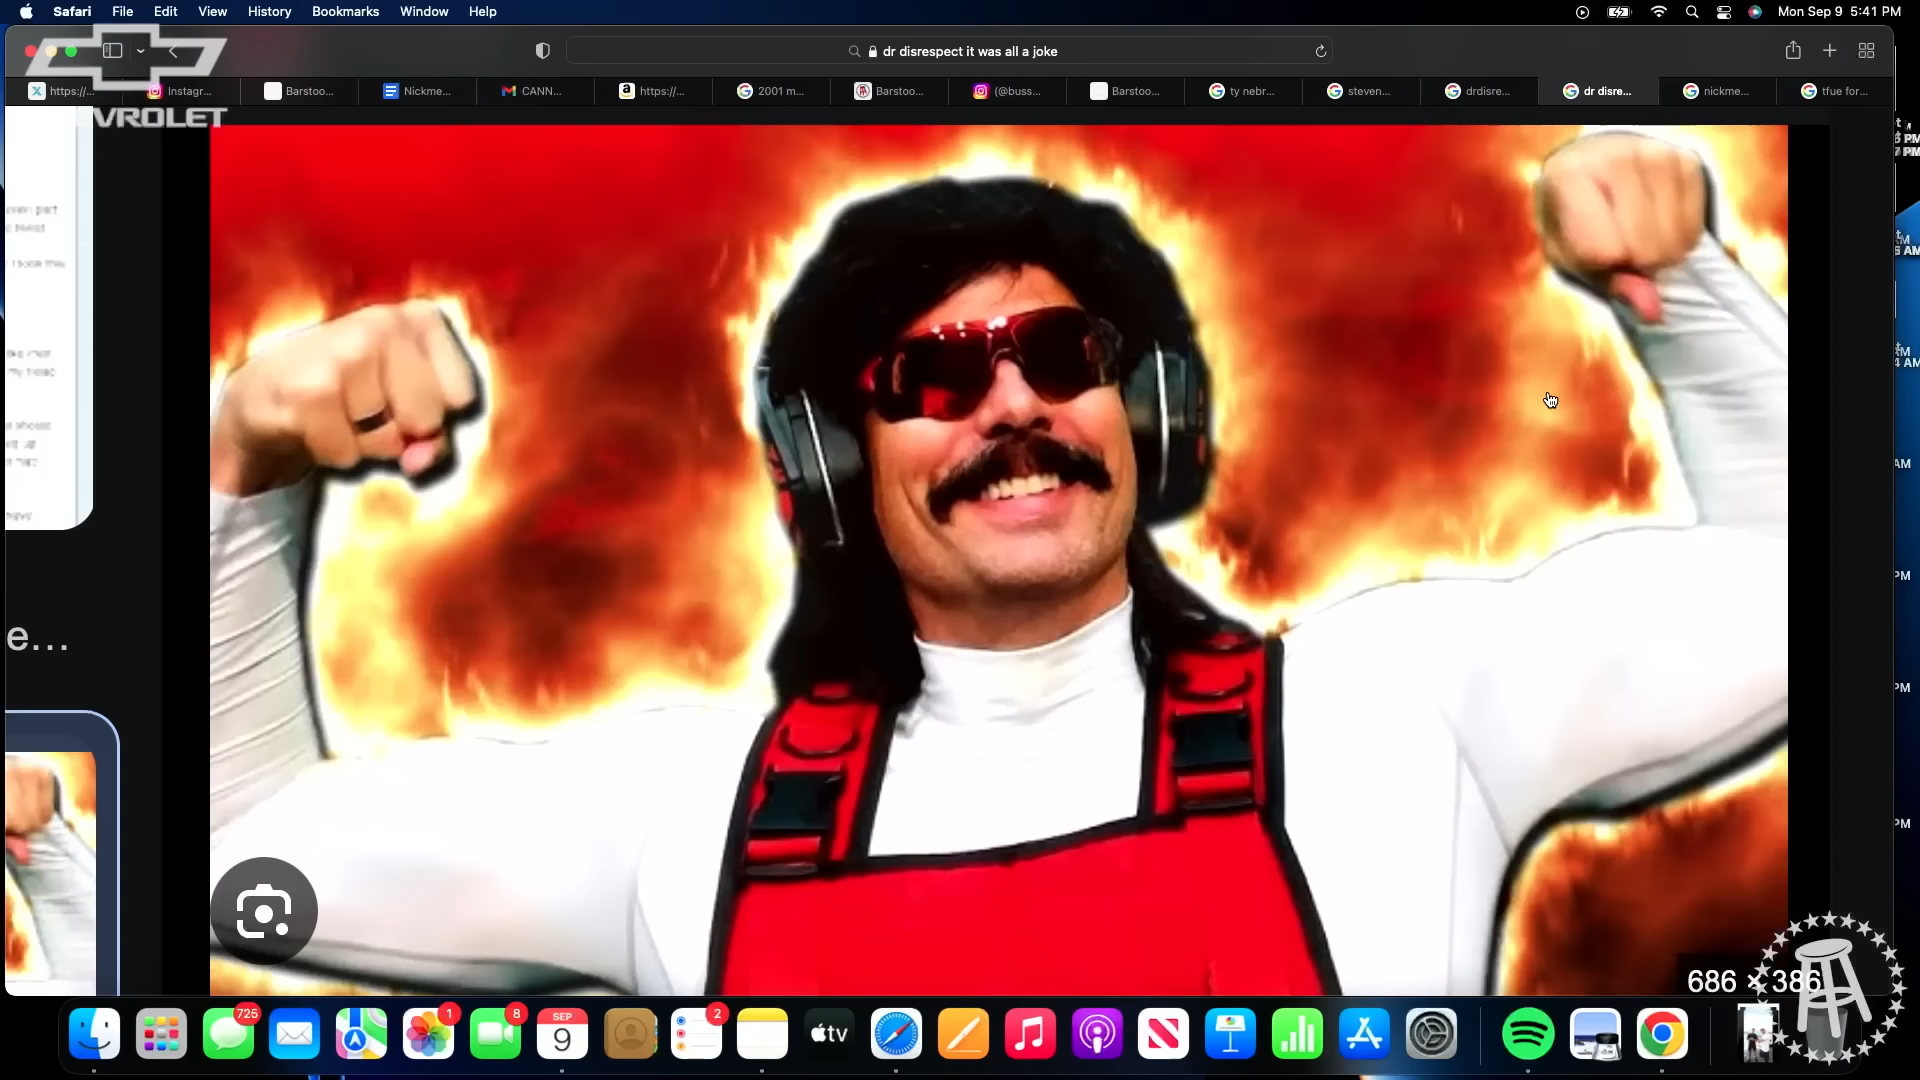 Safari File Edit View History Bookmarks Window Help
Mon Sep 9 5:41 PM
dr disrespect it was all a joke
https://... Instagr... Barstoo... Nickme... CANN... https://... 2001 m... Barstoo... (@buss... Barstoo... ty nebr... steven... drdisre... dr disre... nickme... tfue for...
VROLET
e...
686 × 386
725
1
8
SEP
9
2
tv